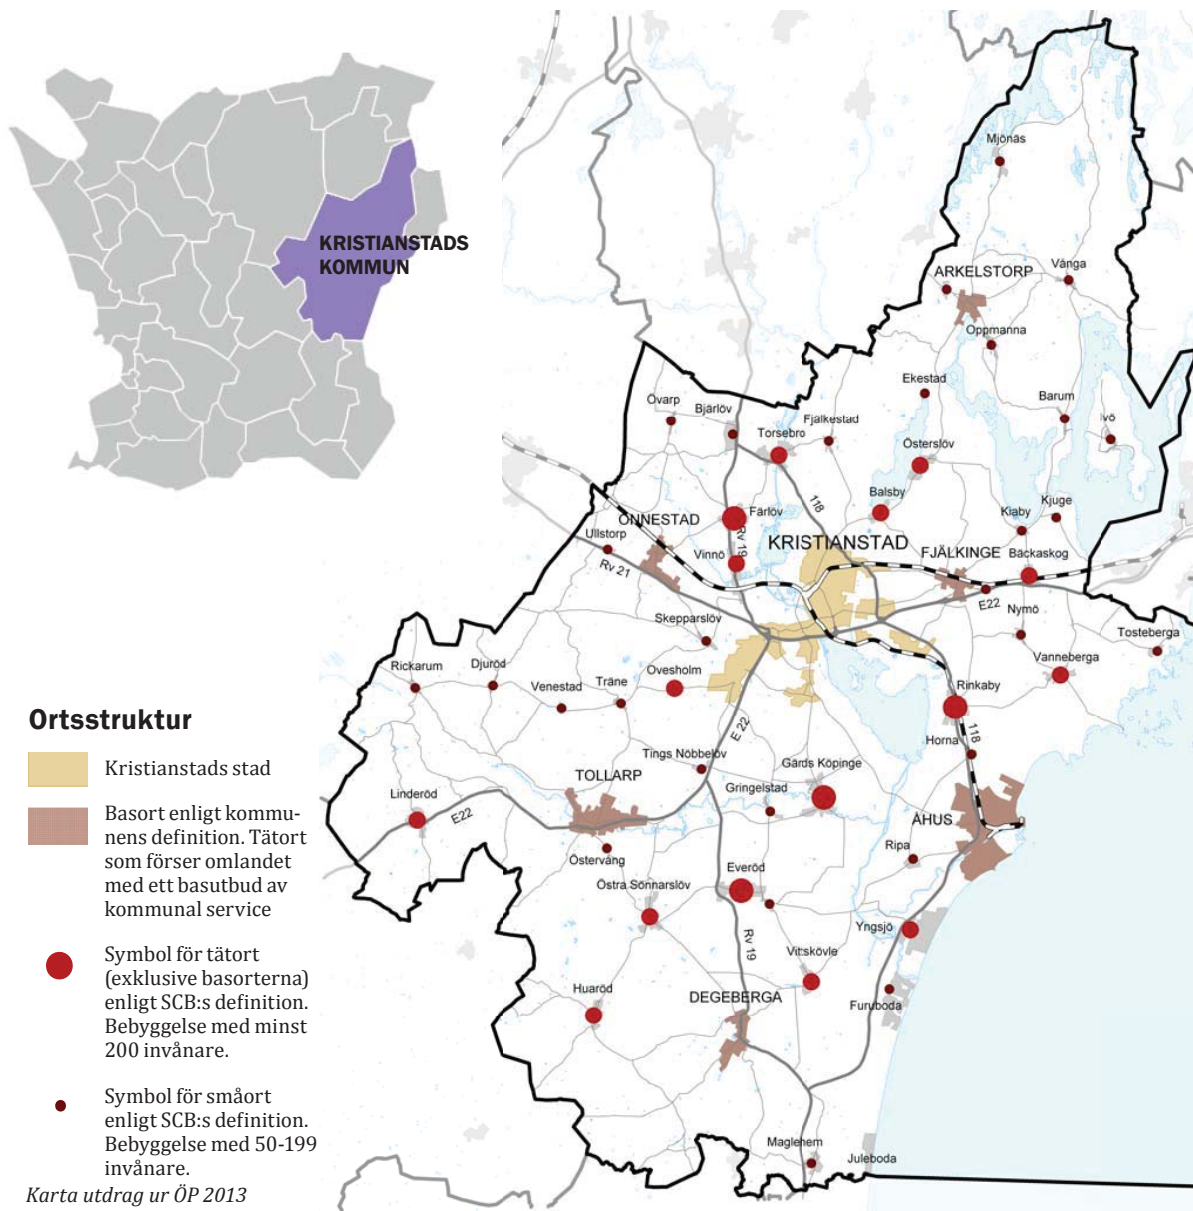 KRISTIANSTADS
KOMMUN
Mjönäs
ARKELSTORP
Vånga
Oppmanna
Ekestad
Barum
Ivö
Övarp
Bjärlöv
Torsebro
Fjälkestad
Österslöv
118
Balsby
Kiaby
Kjuge
Färlöv
ÖNNESTAD
Ullstorp
Rv 21
Vinnö
Rv 19
KRISTIANSTAD
FJÄLKINGE
Bäckaskog
E22
Nymö
Tosteberga
Vanneberga
Skepparslöv
Rickarum
Djuröd
Venestad
Träne
Ovesholm
Rinkaby
118
Horna
E 22
Tings Nöbbelöv
Gärds Köpinge
TOLLARP
Gringelstad
Linderöd
E22
ÅHUS
Östervång
Ripa
Everöd
Östra Sönnarslöv
Yngsjö
Rv 19
Vittskövle
Huaröd
DEGEBERGA
Furuboda
Maglehem
Juleboda
Ortsstruktur
Kristianstads stad
Basort enligt kommu-
nens definition. Tätort
som förser omlandet
med ett basutbud av
kommunal service
Symbol för tätort
(exklusive basorterna)
enligt SCB:s definition.
Bebyggelse med minst
200 invånare.
Symbol för småort
enligt SCB:s definition.
Bebyggelse med 50-199
invånare.
Karta utdrag ur ÖP 2013